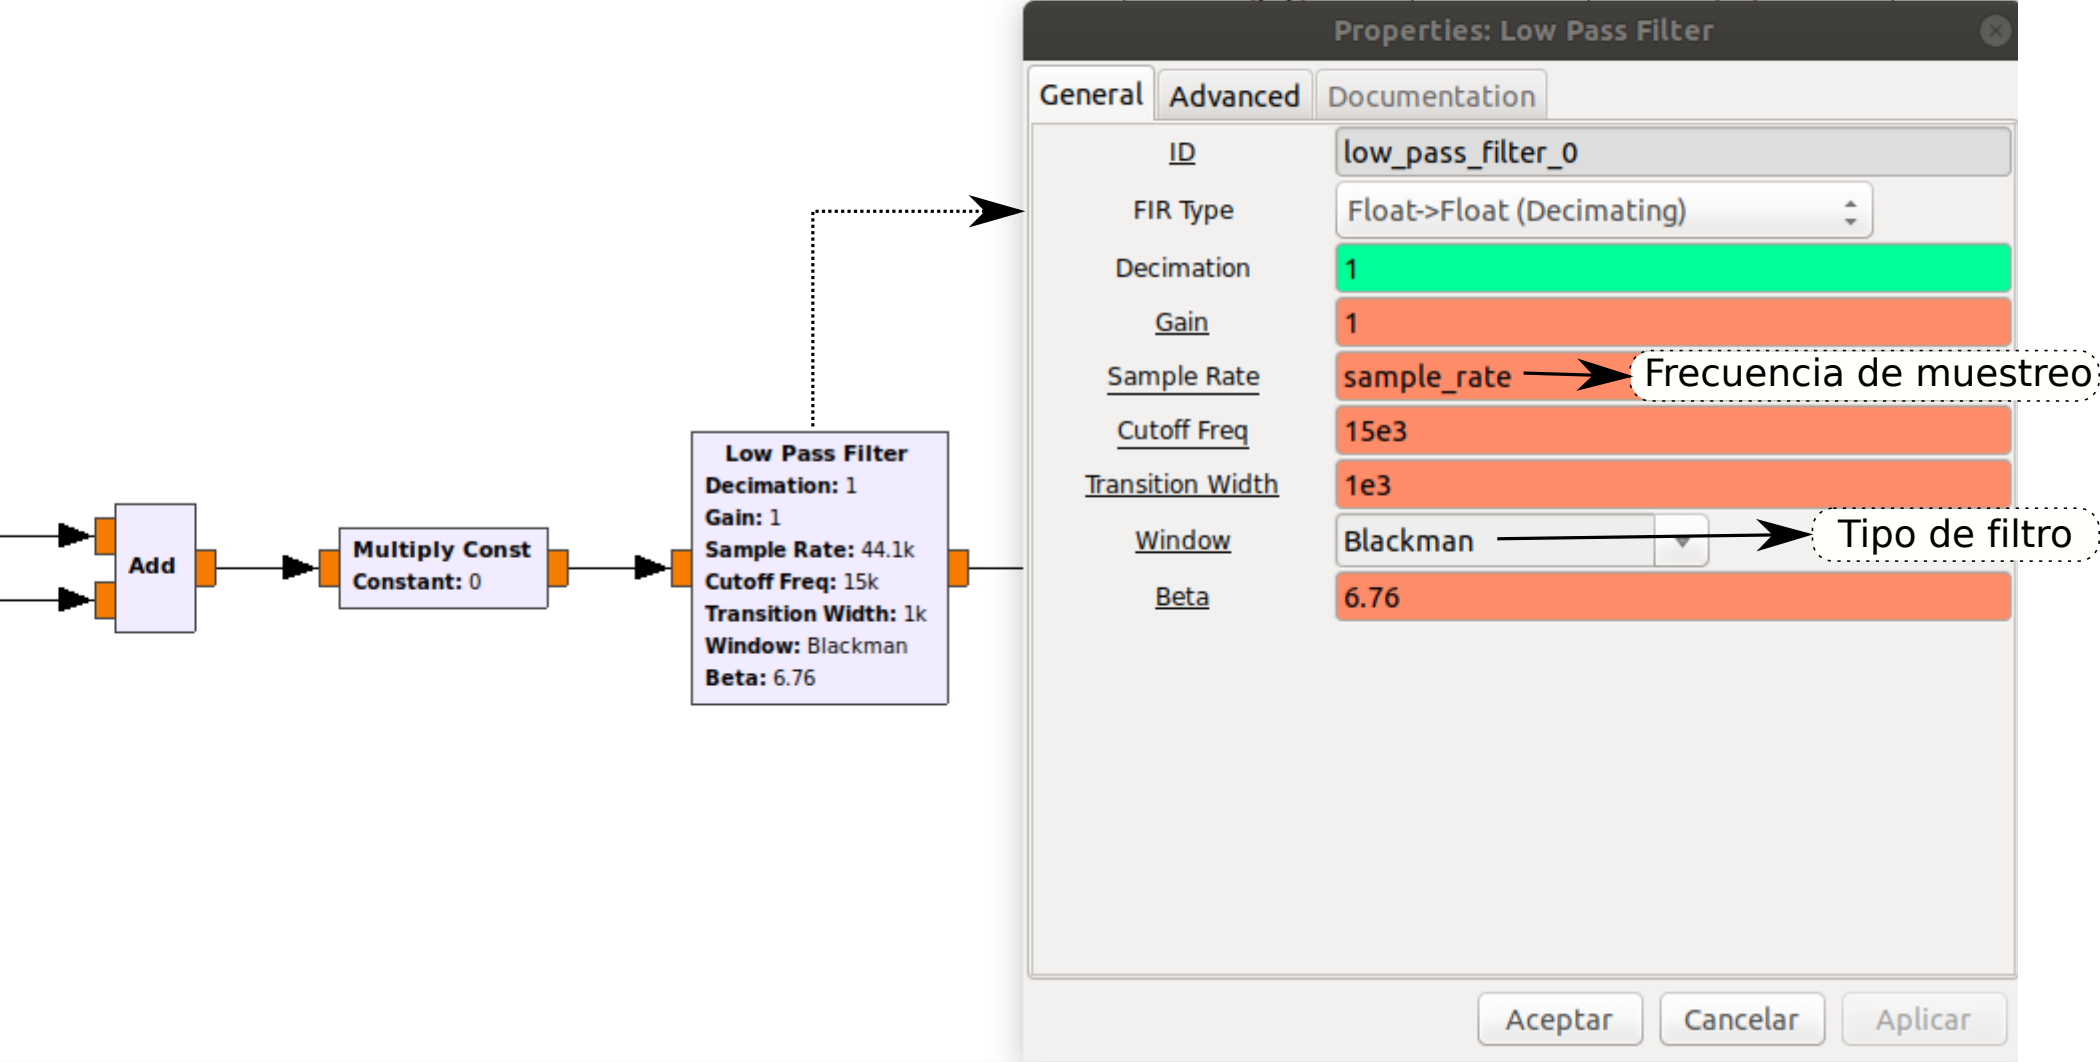 Add
Multiply Const
Constant: 0
Low Pass Filter
Decimation: 1
Gain: 1
Sample Rate: 44.1k
Cutoff Freq: 15k
Transition Width: 1k
Window: Blackman
Beta: 6.76
Properties: Low Pass Filter
General Advanced Documentation
ID low_pass_filter_0
FIR Type Float->Float (Decimating)
Decimation 1
Gain 1
Sample Rate sample_rate Frecuencia de muestreo
Cutoff Freq 15e3
Transition Width 1e3
Window Blackman Tipo de filtro
Beta 6.76
Aceptar Cancelar Aplicar